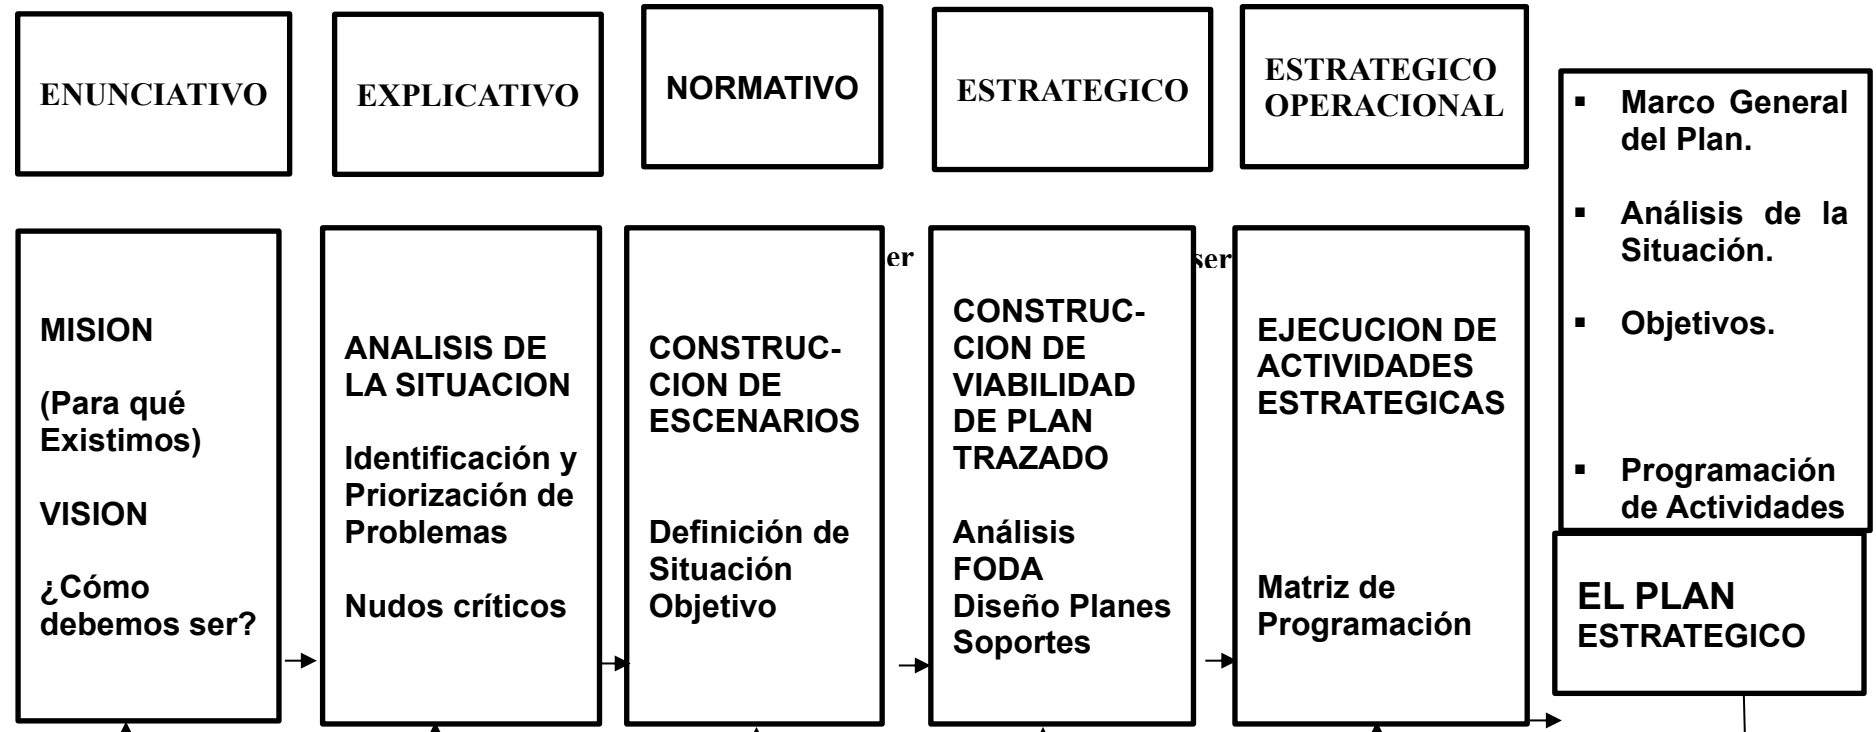 ENUNCIATIVO
EXPLICATIVO
NORMATIVO
ESTRATEGICO
ESTRATEGICO
OPERACIONAL
▪ Marco General
del Plan.
▪ Análisis de la
Situación.
▪ Objetivos.
▪ Programación
de Actividades
MISION
(Para qué
Existimos)
VISION
¿Cómo
debemos ser?
ANALISIS DE
LA SITUACION
Identificación y
Priorización de
Problemas
Nudos críticos
CONSTRUC-
CION DE
ESCENARIOS
Definición de
Situación
Objetivo
er
CONSTRUC-
CION DE
VIABILIDAD
DE PLAN
TRAZADO
Análisis
FODA
Diseño Planes
Soportes
ser
EJECUCION DE
ACTIVIDADES
ESTRATEGICAS
Matriz de
Programación
EL PLAN
ESTRATEGICO